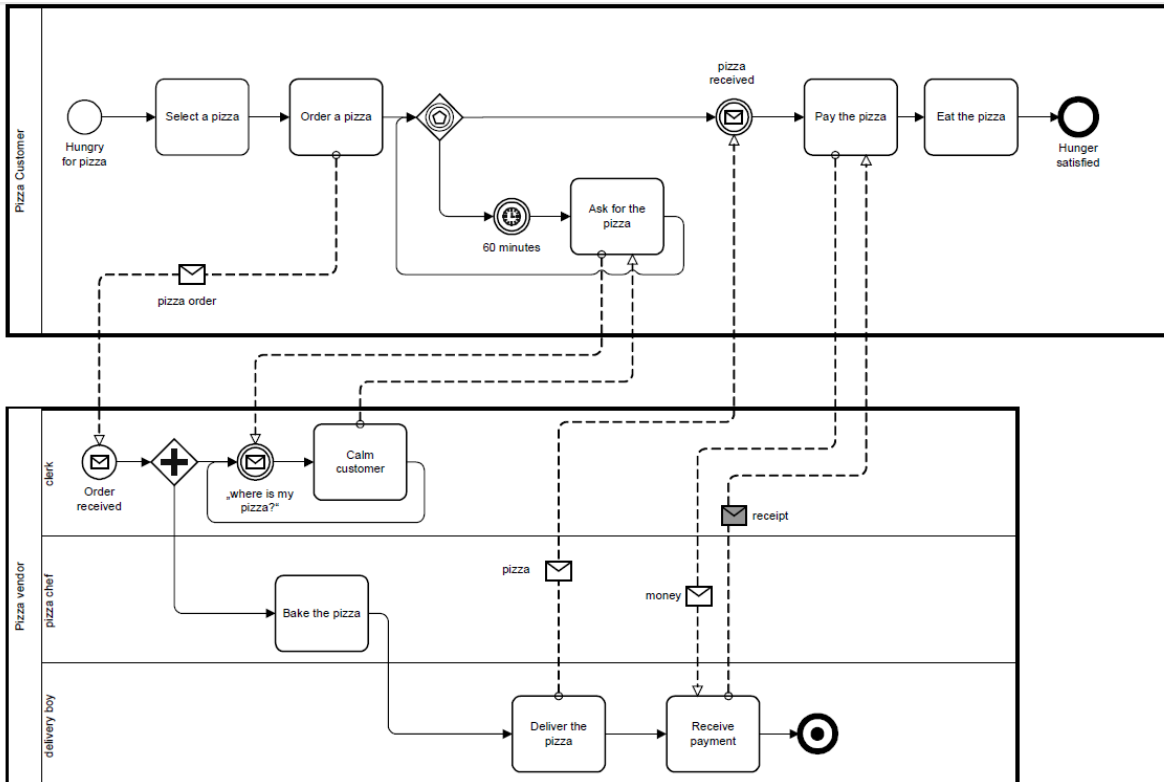 Pizza Customer
Hungry
for pizza
Select a pizza
Order a pizza
60 minutes
Ask for the
pizza
pizza
received
Pay the pizza
Eat the pizza
Hunger
satisfied
pizza order
Pizza vendor
clerk
Order
received
„where is my
pizza?“
Calm
customer
receipt
pizza chef
Bake the pizza
pizza
money
delivery boy
Deliver the
pizza
Receive
payment